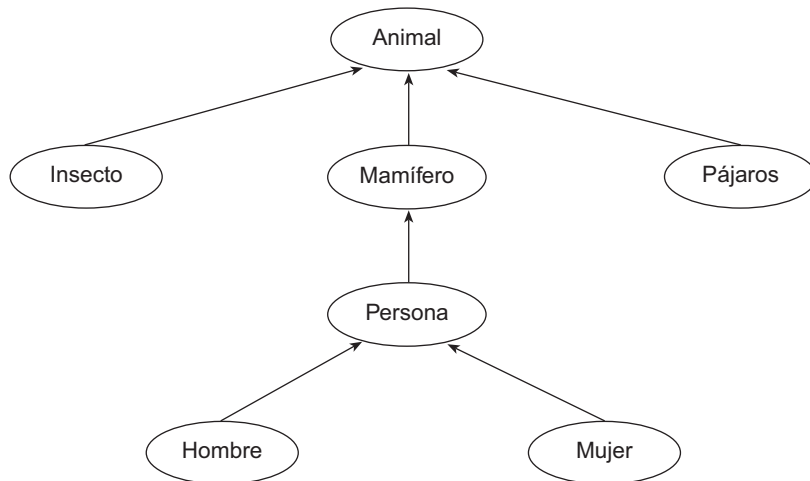 Animal
Insecto
Mamífero
Pájaros
Persona
Hombre
Mujer